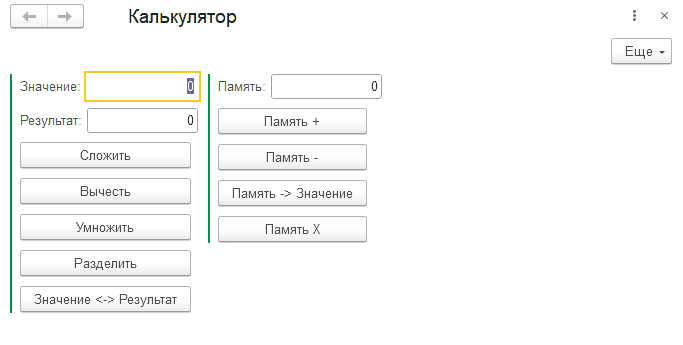 Калькулятор
Еще
Значение: 0
Результат: 0
Сложить
Вычесть
Умножить
Разделить
Значение <-> Результат
Память: 0
Память +
Память -
Память -> Значение
Память X